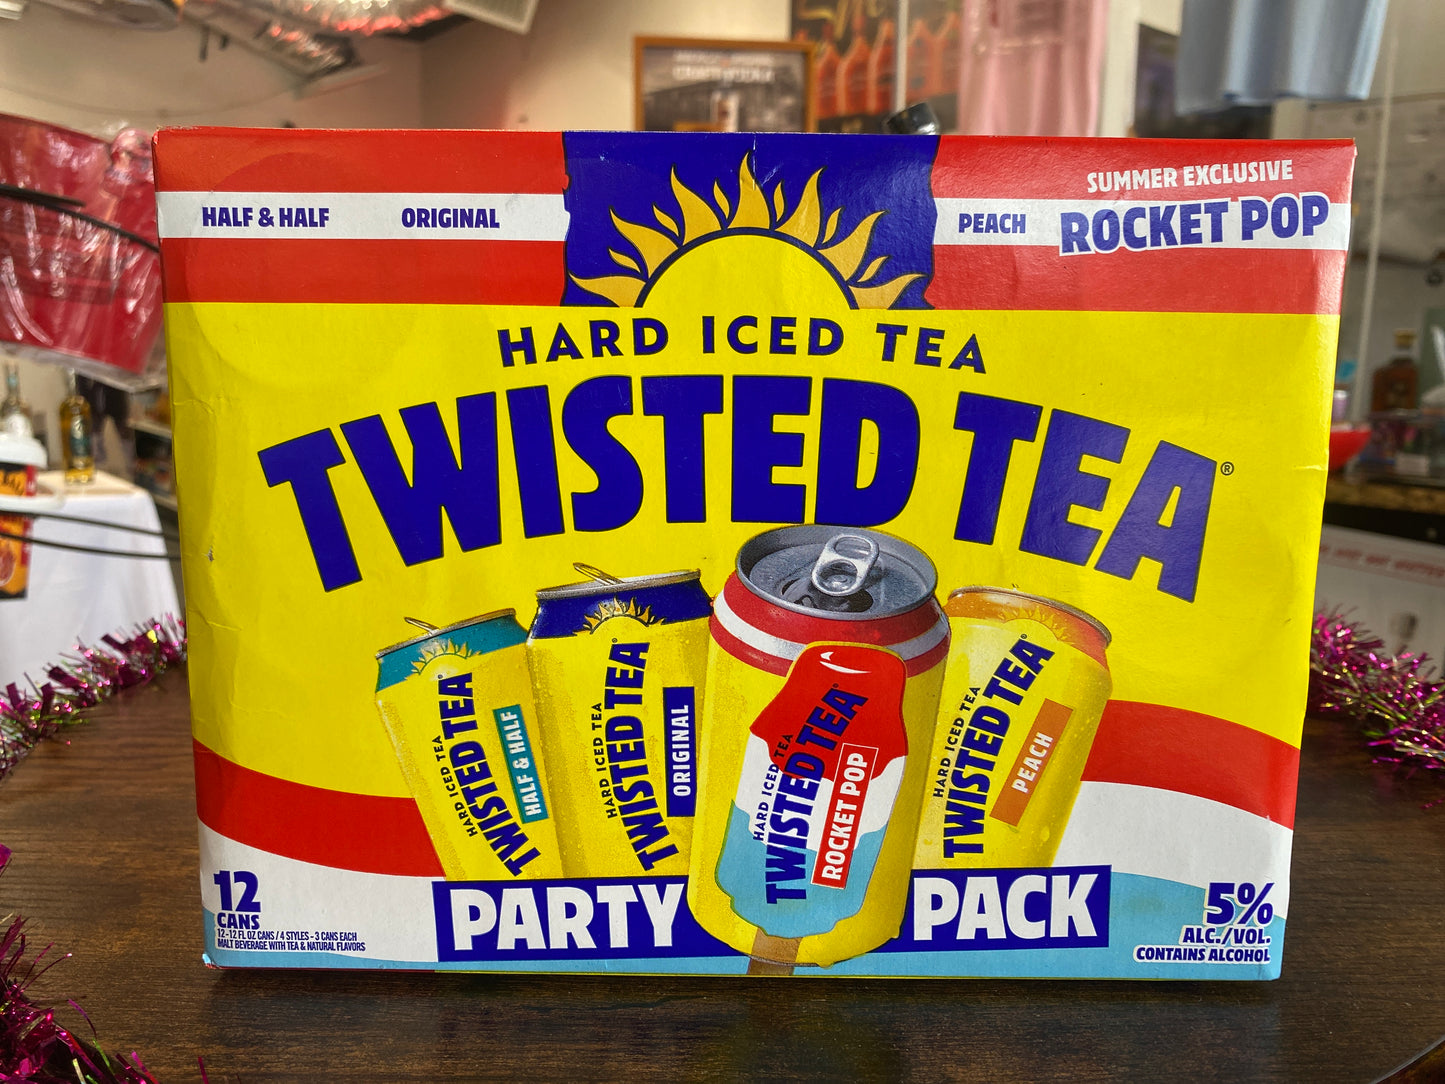 HALF & HALF
ORIGINAL
PEACH
SUMMER EXCLUSIVE
ROCKET POP
HARD ICED TEA
TWISTED TEA®
HARD ICED TEA
TWISTED TEA
HALF & HALF
HARD ICED TEA
TWISTED TEA
ORIGINAL
HARD ICED TEA
TWISTED TEA
ROCKET POP
HARD ICED TEA
TWISTED TEA
PEACH
PARTY PACK
12
CANS
12-12 FL OZ CANS / 4 STYLES - 3 CANS EACH
MALT BEVERAGE WITH TEA & NATURAL FLAVORS
5%
ALC./VOL.
CONTAINS ALCOHOL